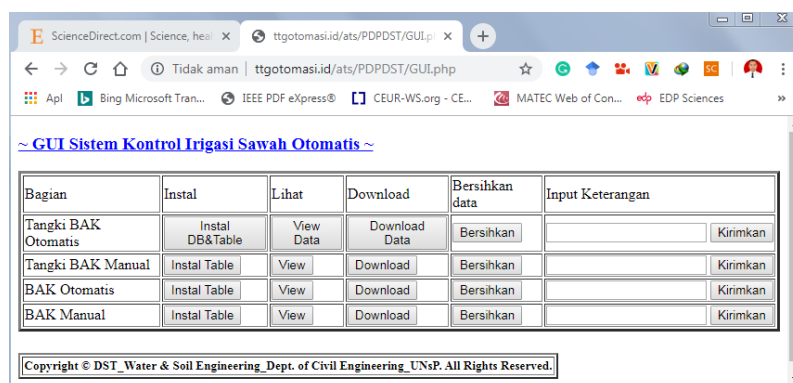 ScienceDirect.com | Science, heal
ttgotomasi.id/ats/PDPDST/GUI.p
Tidak aman | ttgotomasi.id/ats/PDPDST/GUI.php
Apl Bing Microsoft Tran... IEEE PDF eXpress® CEUR-WS.org - CE... MATEC Web of Con... edp EDP Sciences »
~ GUI Sistem Kontrol Irigasi Sawah Otomatis ~
Bagian Instal Lihat Download Bersihkan data Input Keterangan
Tangki BAK Otomatis Instal DB&Table View Data Download Data Bersihkan Kirimkan
Tangki BAK Manual Instal Table View Download Bersihkan Kirimkan
BAK Otomatis Instal Table View Download Bersihkan Kirimkan
BAK Manual Instal Table View Download Bersihkan Kirimkan
Copyright © DST_Water & Soil Engineering_Dept. of Civil Engineering_UNsP. All Rights Reserved.